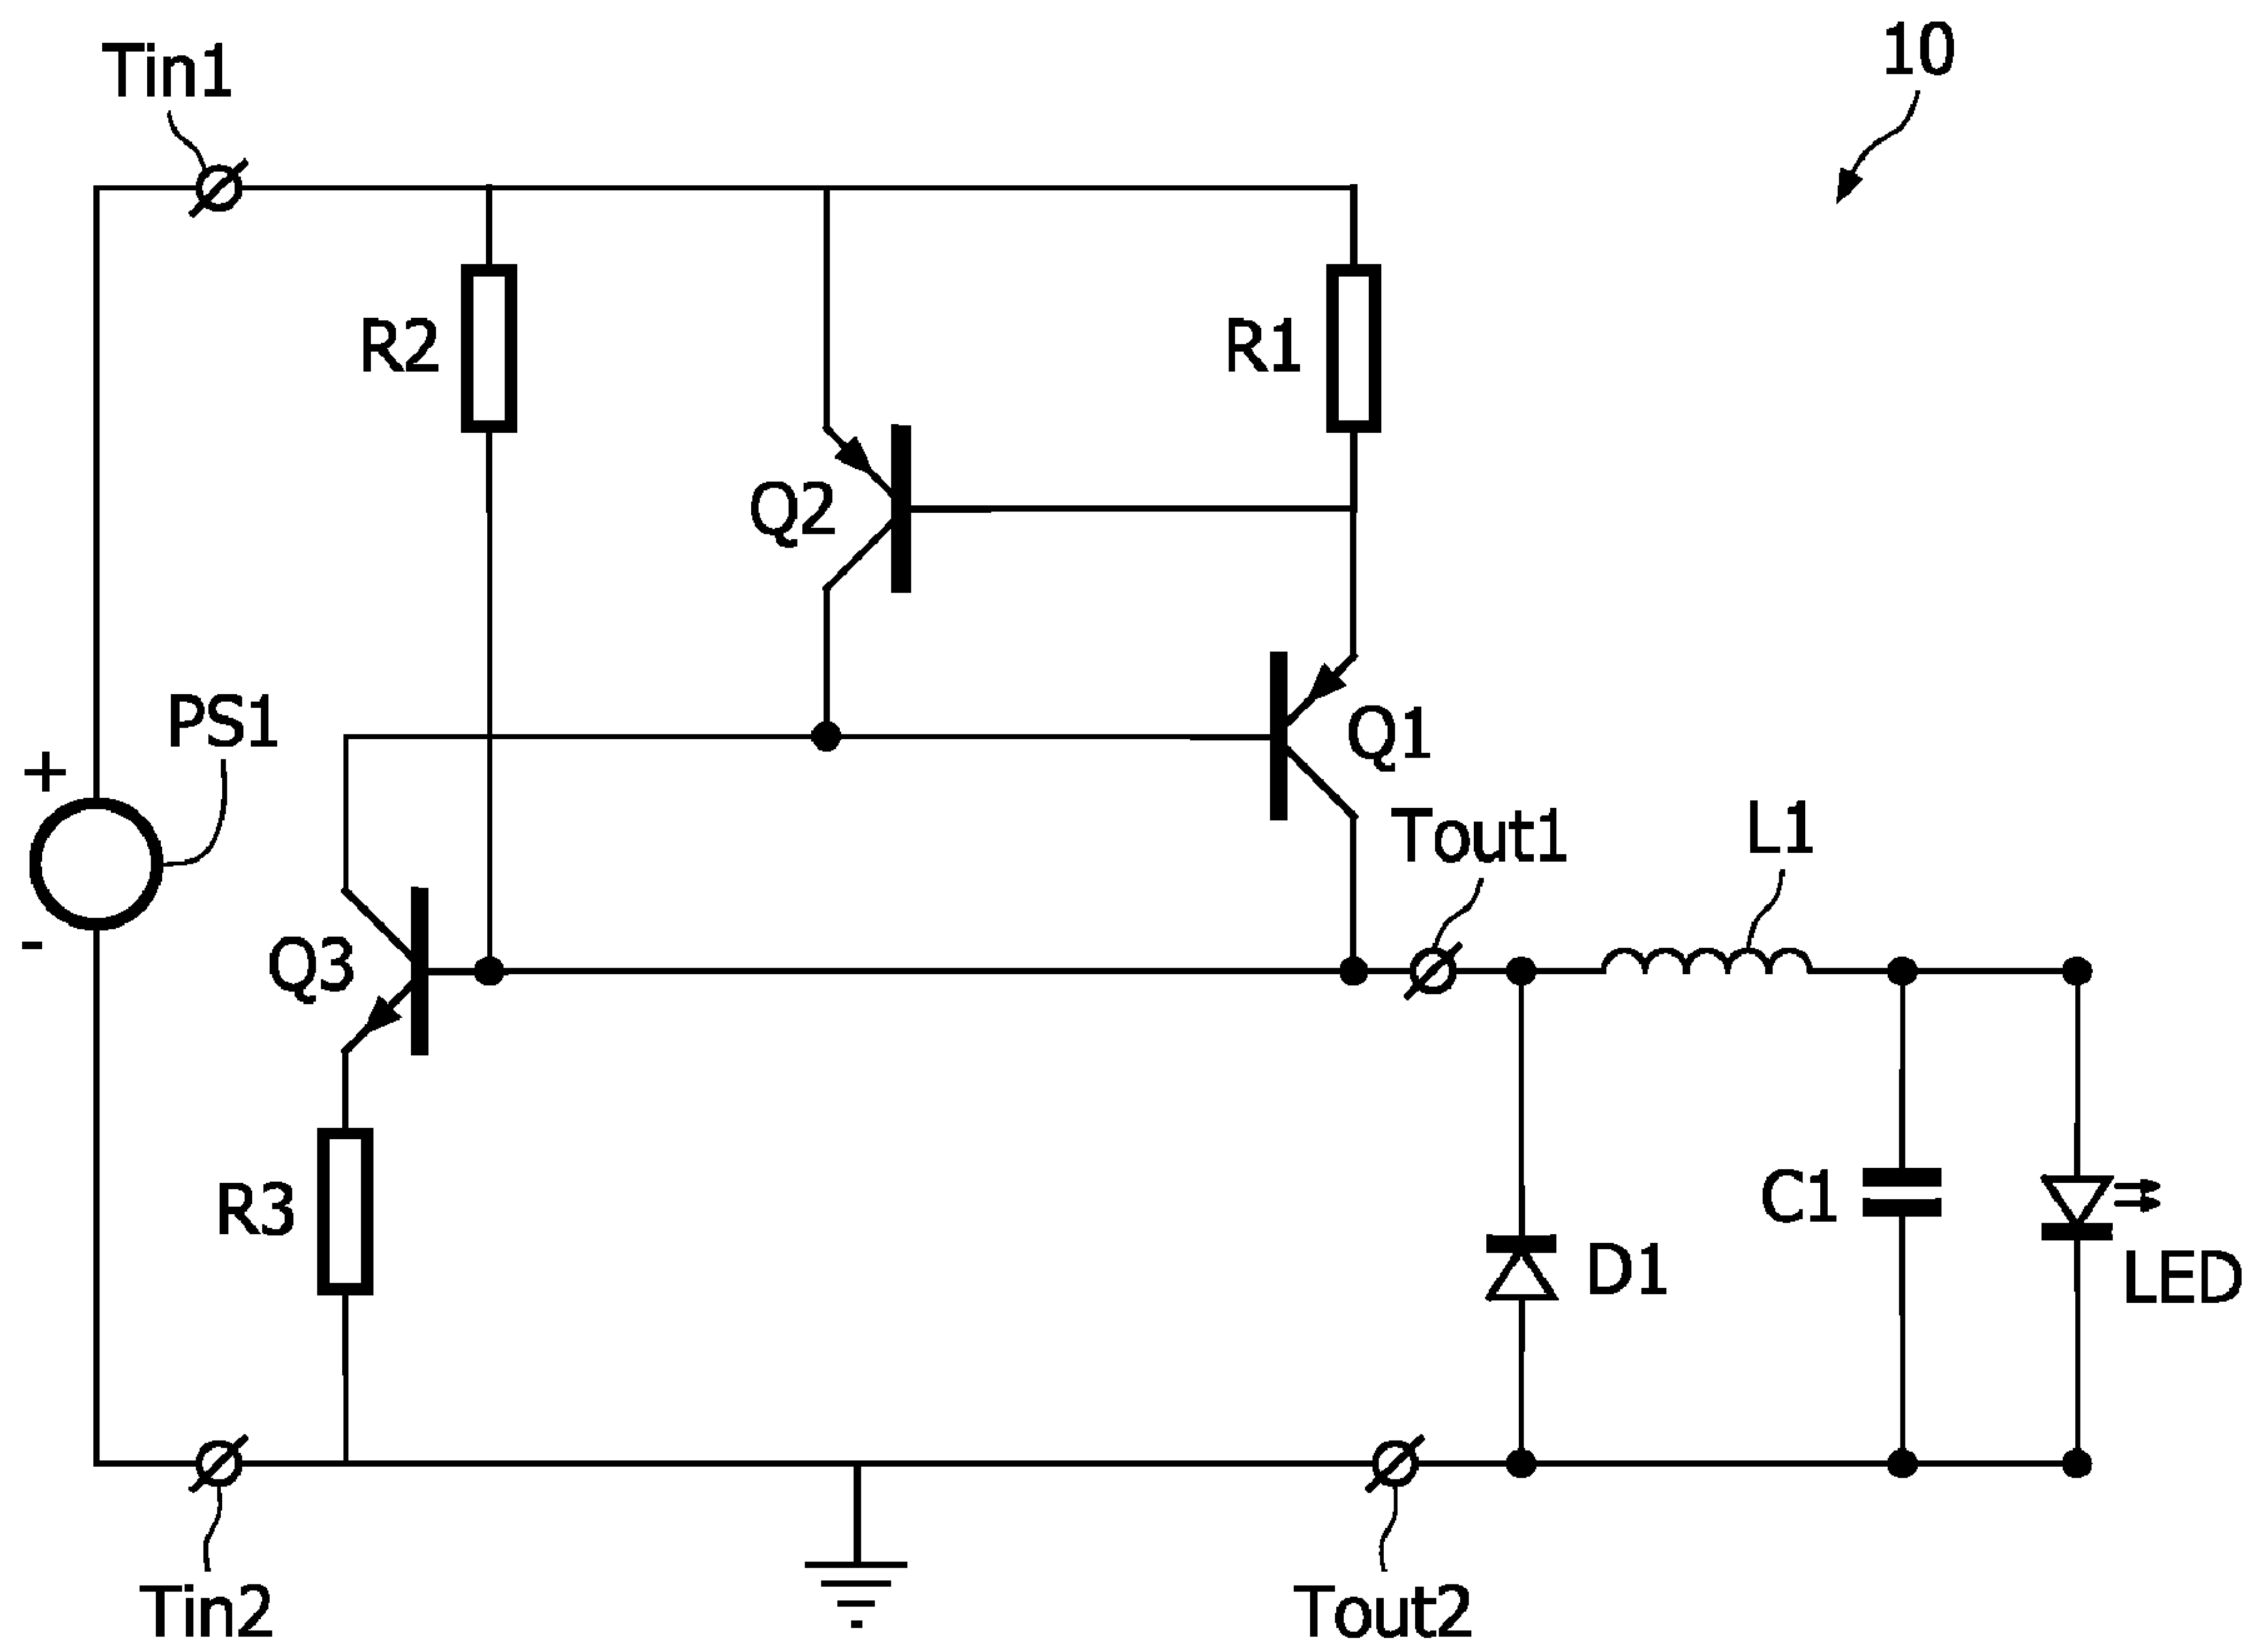 10
Tin1
R2
R1
Q2
PS1
Q1
+
Tout1
L1
-
Q3
R3
C1
D1
LED
Tin2
Tout2